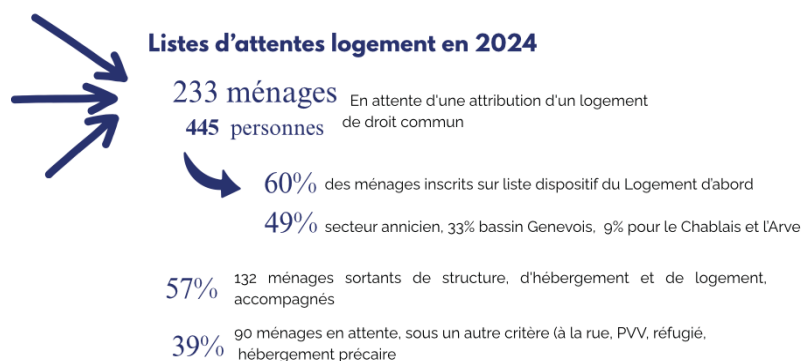 Listes d'attentes logement en 2024
233 ménages En attente d'une attribution d'un logement
445 personnes de droit commun
60% des ménages inscrits sur liste dispositif du Logement d'abord
49% secteur annicien, 33% bassin Genevois, 9% pour le Chablais et l'Arve
57% 132 ménages sortants de structure, d'hébergement et de logement,
accompagnés
39% 90 ménages en attente, sous un autre critère (à la rue, PVV, réfugié,
hébergement précaire